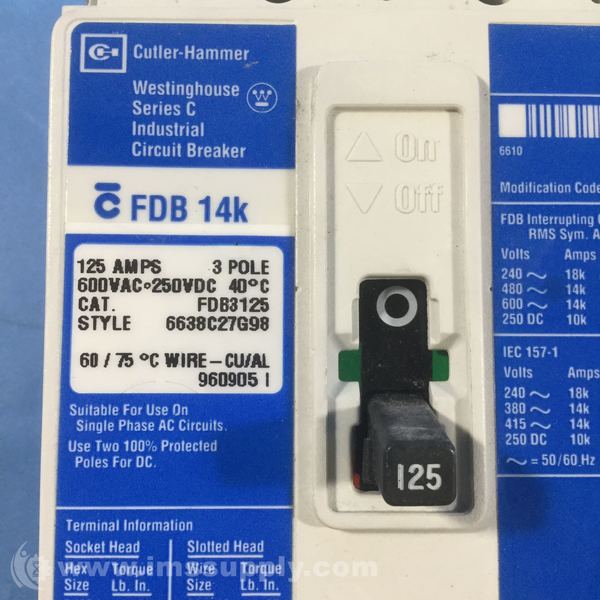 Cutler-Hammer
Westinghouse
Series C
Industrial
Circuit Breaker
c FDB 14k
125 AMPS 3 POLE
600VAC◦250VDC 40°C
CAT. FDB3125
STYLE 6638C27G98
60 / 75 °C WIRE-CU/AL
960905 I
Suitable For Use On
Single Phase AC Circuits.
Use Two 100% Protected
Poles For DC.
Terminal Information
Socket Head Slotted Head
Hex Torque Wire Torque
Size Lb. In. Size Lb. In.
On
Off
O
125
6610
Modification Code
FDB Interrupting
RMS Sym. A
Volts Amps
240 ~ 18k
480 ~ 14k
600 ~ 14k
250 DC 10k
IEC 157-1
Volts Amps
240 ~ 18k
380 ~ 14k
415 ~ 14k
250 DC 10k
~ = 50/60 Hz
www.imssupply.com/